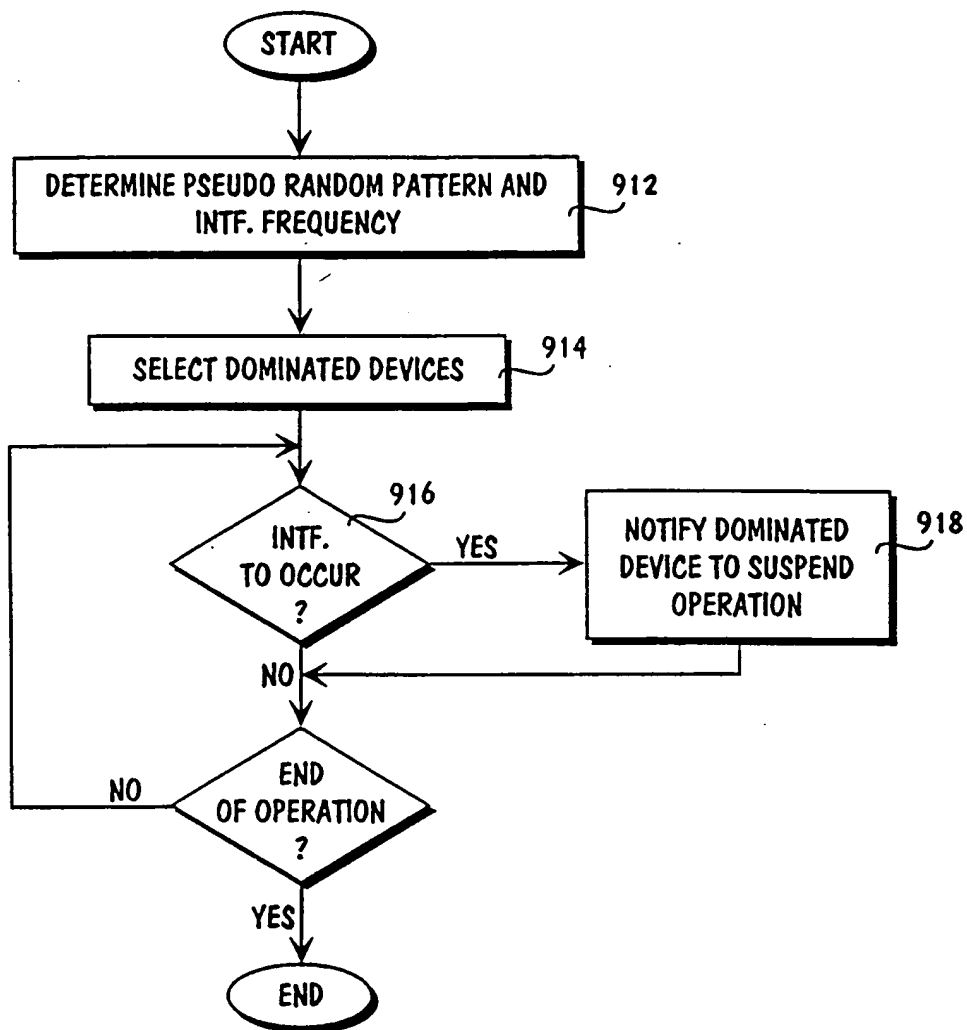 START
DETERMINE PSEUDO RANDOM PATTERN AND
INTF. FREQUENCY
912
SELECT DOMINATED DEVICES
914
INTF.
TO OCCUR
?
916
YES
NOTIFY DOMINATED
DEVICE TO SUSPEND
OPERATION
918
NO
END
OF OPERATION
?
NO
YES
END